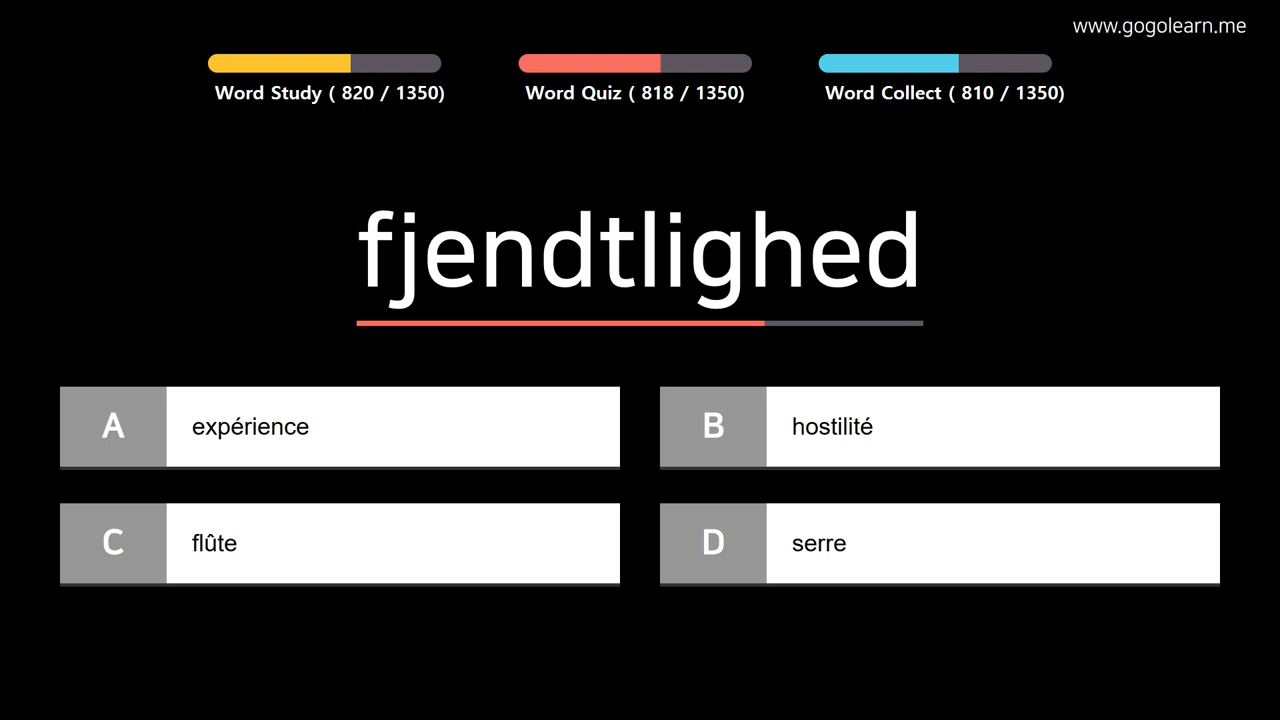 www.gogolearn.me
Word Study ( 820 / 1350)
Word Quiz ( 818 / 1350)
Word Collect ( 810 / 1350)
fjendtlighed
A expérience
B hostilité
C flûte
D serre